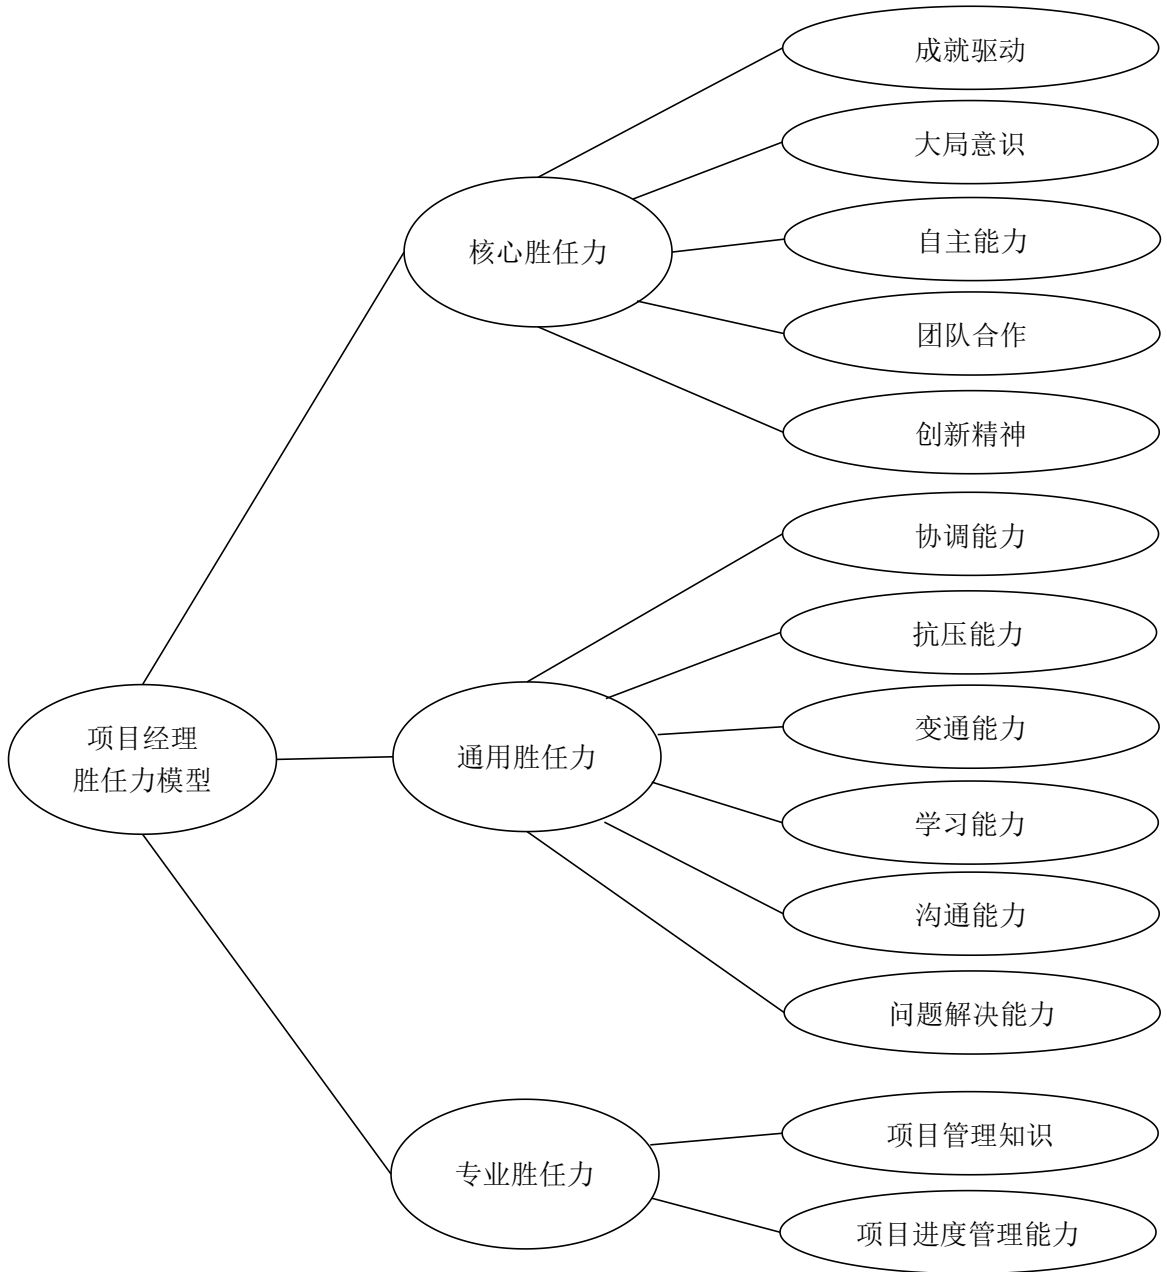 成就驱动
大局意识
自主能力
核心胜任力
团队合作
创新精神
协调能力
抗压能力
变通能力
项目经理
胜任力模型
通用胜任力
学习能力
沟通能力
问题解决能力
项目管理知识
专业胜任力
项目进度管理能力